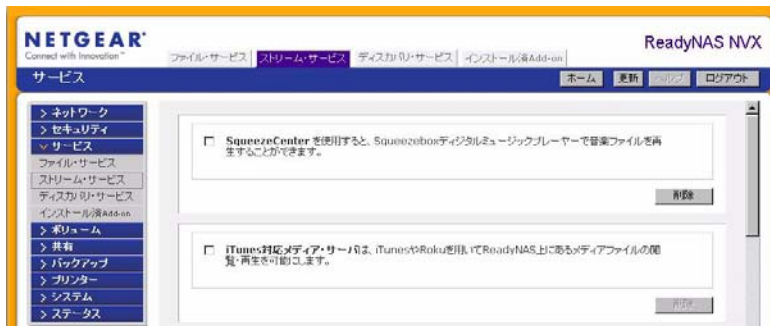 NETGEAR
Connect with Innovation™
ReadyNAS NVX
ファイル・サービス
ストリーム・サービス
ディスカバリ・サービス
インストール済Add-on
サービス
ホーム
更新
ヘルプ
ログアウト
> ネットワーク
> セキュリティ
サービス
ファイル・サービス
ストリーム・サービス
ディスカバリ・サービス
インストール済Add-on
> ボリューム
> 共有
> バックアップ
> プリンター
> システム
> ステータス
SqueezeCenter を使用すると、Squeezeboxディジタルミュージックプレーヤーで音楽ファイルを再
生することができます。
削除
iTunes対応メディア・サーバは、iTunesやRokuを用いてReadyNAS上にあるメディアファイルの閲
覧・再生を可能にします。
削除